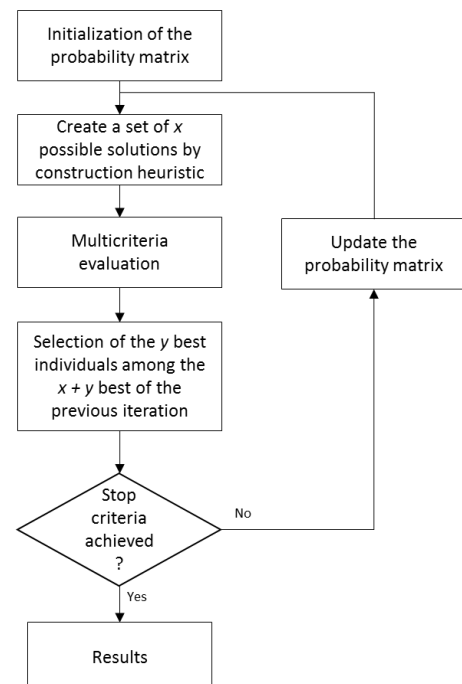 Initialization of the
probability matrix
Create a set of x
possible solutions by
construction heuristic
Multicriteria
evaluation
Update the
probability matrix
Selection of the y best
individuals among the
x + y best of the
previous iteration
Stop
criteria
achieved
?
No
Yes
Results